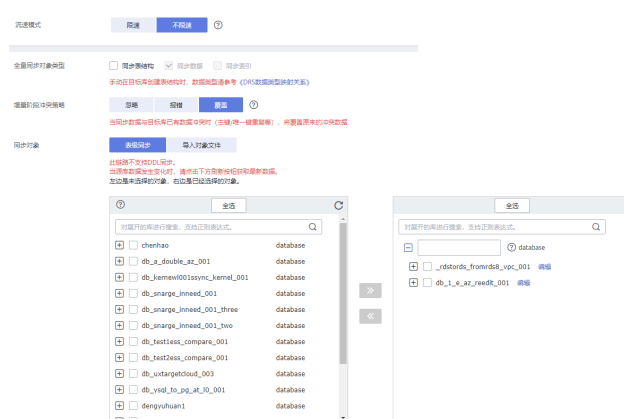 流速模式 限速 不限速
全量同步对象类型 同步表结构 同步数据 同步索引
手动在目标库创建表结构时，数据类型请参考《DRS数据类型映射关系》
增量阶段冲突策略 忽略 报错 覆盖
当同步数据与目标库已有数据冲突时（主键/唯一键重复等），将覆盖原来的冲突数据
同步对象 表级同步 导入对象文件
此链路不支持DDL同步。
当源库数据发生变化时，请点击下方刷新按钮获取最新数据。
左边是未选择的对象，右边是已经选择的对象。
全选
对展开的库进行搜索，支持正则表达式。
chenhao database
db_a_double_az_001 database
db_kernewl001ssync_kernel_001 database
db_snarge_inneed_001 database
db_snarge_inneed_001_three database
db_snarge_inneed_001_two database
db_test1ess_compare_001 database
db_test2ess_compare_001 database
db_uxtargetcloud_003 database
db_ysql_to_pg_at_l0_001 database
dengyuhuan1 database
全选
对展开的库进行搜索，支持正则表达式。
database
_rdstords_fromrds8_vpc_001 编辑
db_1_e_az_reedit_001 编辑